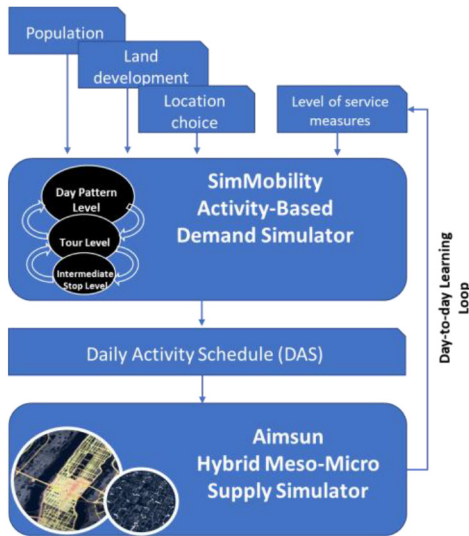 Population
Land
development
Location
choice
Level of service
measures
SimMobility
Activity-Based
Demand Simulator
Day Pattern
Level
Tour Level
Intermediate
Stop Level
Daily Activity Schedule (DAS)
Aimsun
Hybrid Meso-Micro
Supply Simulator
Day-to-day Learning
Loop